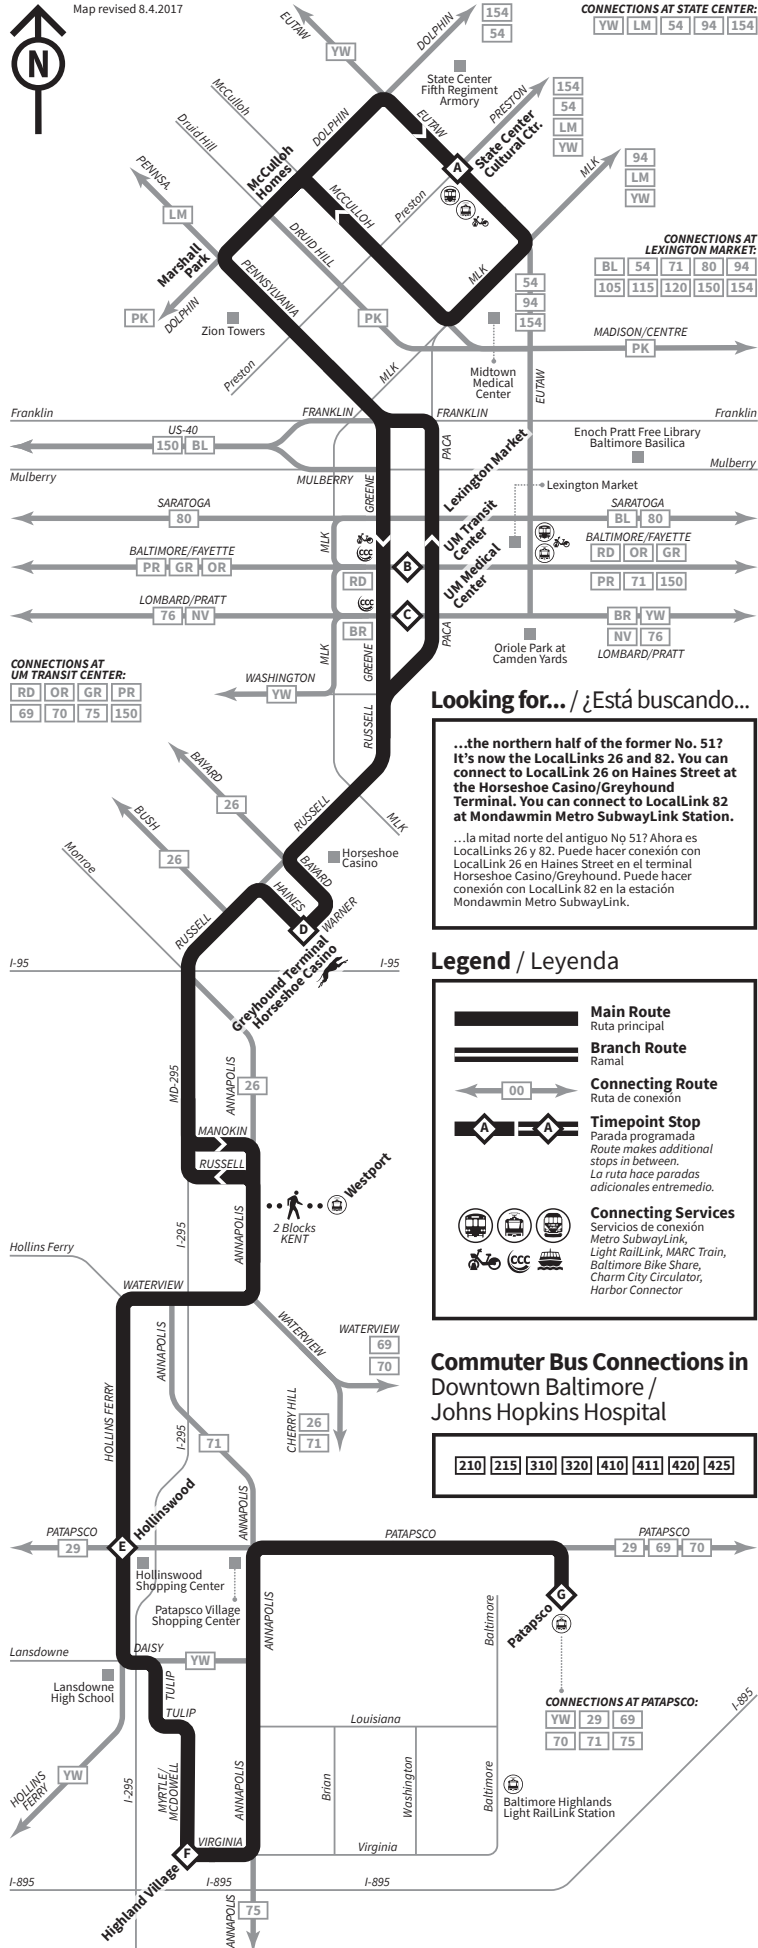 Map revised 8.4.2017
N
CONNECTIONS AT STATE CENTER:
YW LM 54 94 154
EUTAW
YW
DOLPHIN
154
54
State Center
Fifth Regiment
Armory
McCulloh
Druid Hill
DOLPHIN
EUTAW
PRESTON
154
54
LM
YW
A
State Center
Cultural Ctr.
McCulloh
Homes
MCCULLOH
Preston
MLK
94
LM
YW
PENNSA.
LM
DRUID HILL
Marshall
Park
PENNSYLVANIA
MLK
CONNECTIONS AT
LEXINGTON MARKET:
BL 54 71 80 94
105 115 120 150 154
54
94
154
PK
DOLPHIN
Zion Towers
PK
MADISON/CENTRE
PK
Preston
MLK
Midtown
Medical
Center
EUTAW
Franklin
FRANKLIN
FRANKLIN
Franklin
US-40
150 BL
PACA
Enoch Pratt Free Library
Baltimore Basilica
Mulberry
MULBERRY
GREENE
Lexington Market
Mulberry
Lexington Market
SARATOGA
80
SARATOGA
BL 80
MLK
CCC
UM Transit
Center
BALTIMORE/FAYETTE
PR GR OR
B
BALTIMORE/FAYETTE
RD OR GR
RD
PR 71 150
UM Medical
Center
LOMBARD/PRATT
76 NV
CCC
C
BR YW
BR
NV 76
LOMBARD/PRATT
MLK
GREENE
PACA
Oriole Park at
Camden Yards
CONNECTIONS AT
UM TRANSIT CENTER:
RD OR GR PR
69 70 75 150
WASHINGTON
YW
RUSSELL
Looking for... / ¿Está buscando...
...the northern half of the former No. 51?
It's now the LocalLinks 26 and 82. You can
connect to LocalLink 26 on Haines Street at
the Horseshoe Casino/Greyhound
Terminal. You can connect to LocalLink 82
at Mondawmin Metro SubwayLink Station.
...la mitad norte del antiguo Nọ 51? Ahora es
LocalLinks 26 y 82. Puede hacer conexión con
LocalLink 26 en Haines Street en el terminal
Horseshoe Casino/Greyhound. Puede hacer
conexión con LocalLink 82 en la estación
Mondawmin Metro SubwayLink.
BAYARD
26
BUSH
26
RUSSELL
MLK
Monroe
Horseshoe
Casino
BAYARD
HAINES
WARNER
D
RUSSELL
Greyhound Terminal
Horseshoe Casino
I-95
I-95
Legend / Leyenda
Main Route
Ruta principal
Branch Route
Ramal
00
Connecting Route
Ruta de conexión
A
A
Timepoint Stop
Parada programada
Route makes additional
stops in between.
La ruta hace paradas
adicionales entremedio.
Connecting Services
Servicios de conexión
Metro SubwayLink,
Light RailLink, MARC Train,
Baltimore Bike Share,
Charm City Circulator,
Harbor Connector
CCC
MD-295
ANNAPOLIS
26
MANOKIN
RUSSELL
Westport
2 Blocks
KENT
I-295
ANNAPOLIS
Hollins Ferry
WATERVIEW
ANNAPOLIS
WATERVIEW
WATERVIEW
69
70
CHERRY HILL
26
71
HOLLINS FERRY
I-295
71
Commuter Bus Connections in
Downtown Baltimore /
Johns Hopkins Hospital
210 215 310 320 410 411 420 425
Hollinswood
ANNAPOLIS
PATAPSCO
29
E
PATAPSCO
PATAPSCO
29 69 70
Hollinswood
Shopping Center
Patapsco Village
Shopping Center
ANNAPOLIS
Baltimore
G
Patapsco
Lansdowne
DAISY
YW
Lansdowne
High School
TULIP
TULIP
CONNECTIONS AT PATAPSCO:
YW 29 69
70 71 75
I-895
Louisiana
HOLLINS
FERRY
YW
I-295
MYRTLE/
MCDOWELL
ANNAPOLIS
Brian
Washington
Baltimore
Baltimore Highlands
Light RailLink Station
F
VIRGINIA
Virginia
Highland Village
I-895
I-895
I-895
ANNAPOLIS
75